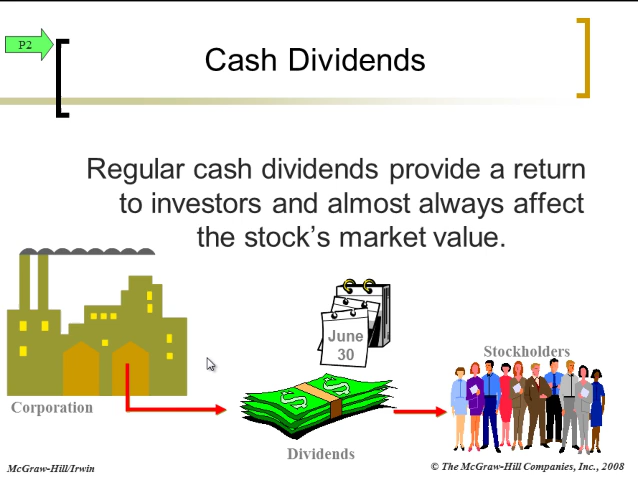 P2
Cash Dividends
Regular cash dividends provide a return
to investors and almost always affect
the stock's market value.
June
30
Stockholders
Corporation
$ $
Dividends
McGraw-Hill/Irwin
© The McGraw-Hill Companies, Inc., 2008